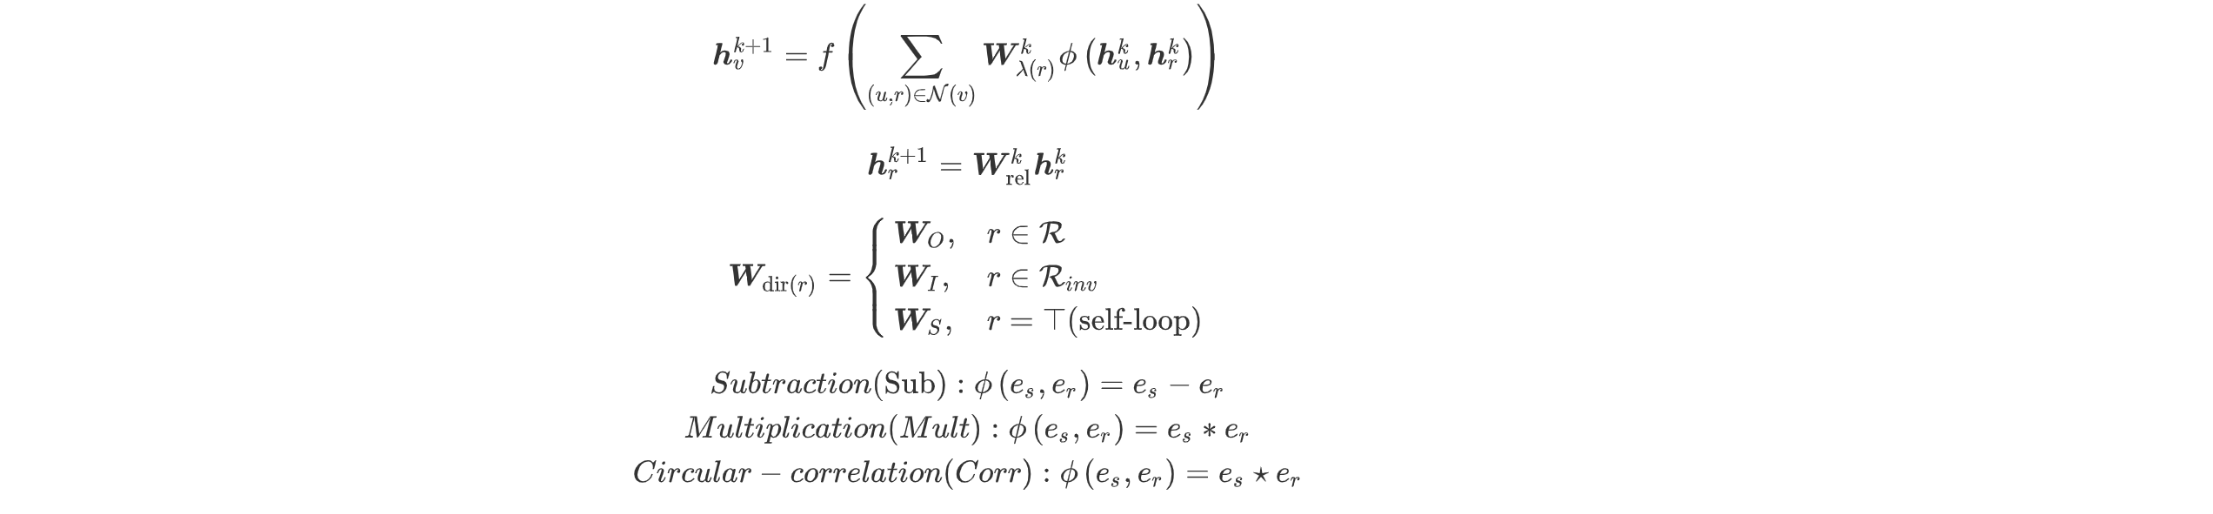 $\boldsymbol{h}_v^{k+1} = f\left(\sum_{(u,r)\in\mathcal{N}(v)} \boldsymbol{W}_{\lambda(r)}^k \phi\left(\boldsymbol{h}_u^k, \boldsymbol{h}_r^k\right)\right)$
$\boldsymbol{h}_r^{k+1} = \boldsymbol{W}_{\text{rel}}^k \boldsymbol{h}_r^k$
$\boldsymbol{W}_{\text{dir}(r)} = \begin{cases} \boldsymbol{W}_O, & r \in \mathcal{R} \\ \boldsymbol{W}_I, & r \in \mathcal{R}_{inv} \\ \boldsymbol{W}_S, & r = \top \text{(self-loop)} \end{cases}$
$Subtraction(\text{Sub}) : \phi\left(e_s, e_r\right) = e_s - e_r$
$Multiplication(Mult) : \phi\left(e_s, e_r\right) = e_s * e_r$
$Circular-correlation(Corr) : \phi\left(e_s, e_r\right) = e_s \star e_r$